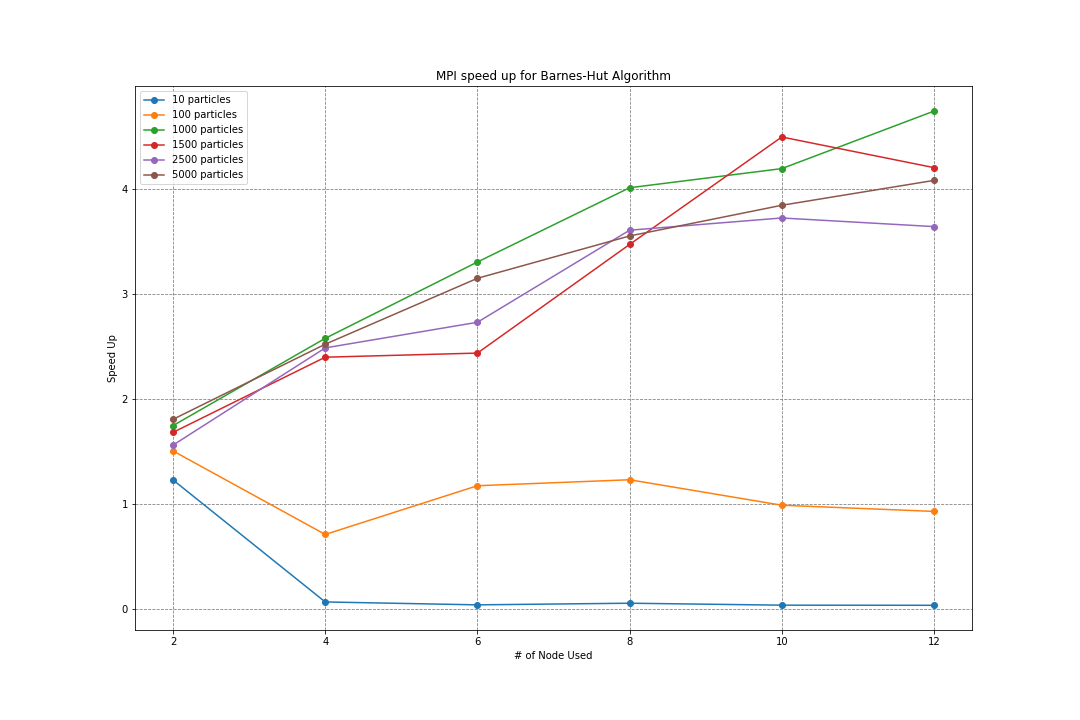 MPI speed up for Barnes-Hut Algorithm
10 particles
100 particles
1000 particles
1500 particles
2500 particles
5000 particles
Speed Up
4
3
2
1
0
2 4 6 8 10 12
# of Node Used